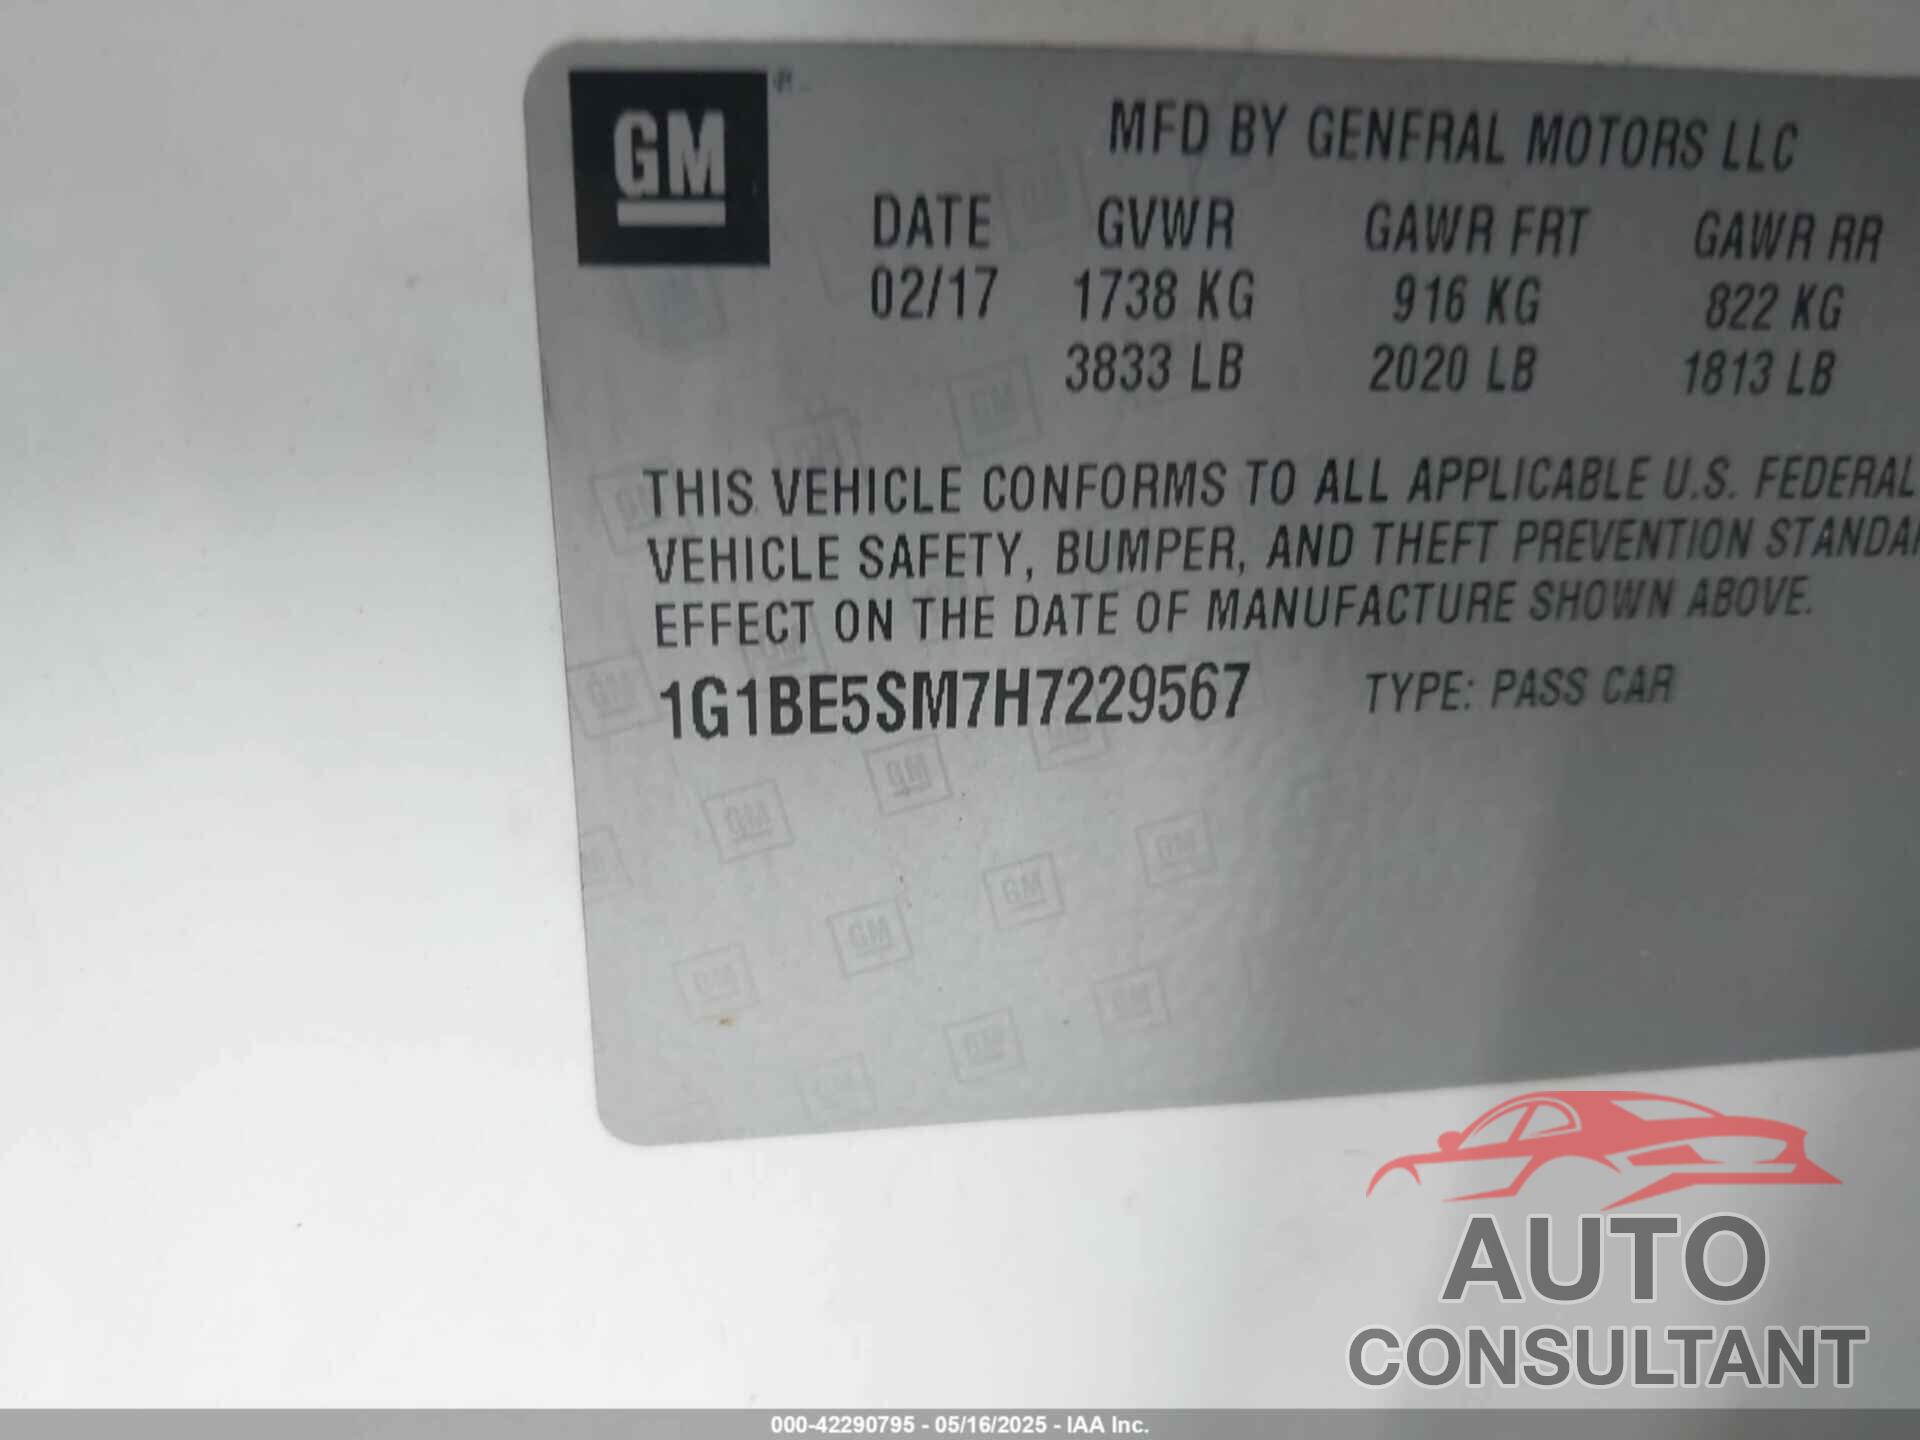 GM
MFD BY GENERAL MOTORS LLC
DATE GVWR GAWR FRT GAWR RR
02/17 1738 KG 916 KG 822 KG
3833 LB 2020 LB 1813 LB
THIS VEHICLE CONFORMS TO ALL APPLICABLE U.S. FEDERAL
VEHICLE SAFETY, BUMPER, AND THEFT PREVENTION STANDAR
EFFECT ON THE DATE OF MANUFACTURE SHOWN ABOVE.
1G1BE5SM7H7229567 TYPE: PASS CAR
AUTO
CONSULTANT
000-42290795 - 05/16/2025 - IAA Inc.